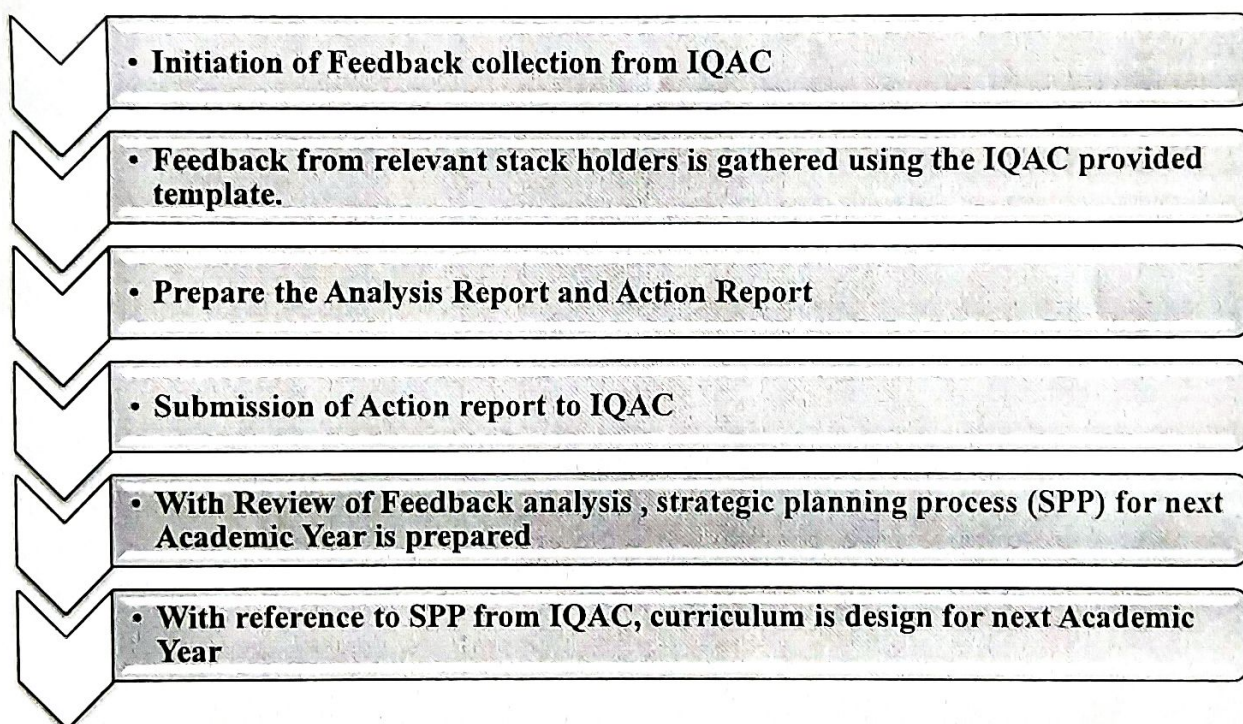 • Initiation of Feedback collection from IQAC
• Feedback from relevant stack holders is gathered using the IQAC provided
template.
• Prepare the Analysis Report and Action Report
• Submission of Action report to IQAC
• With Review of Feedback analysis , strategic planning process (SPP) for next
Academic Year is prepared
• With reference to SPP from IQAC, curriculum is design for next Academic
Year